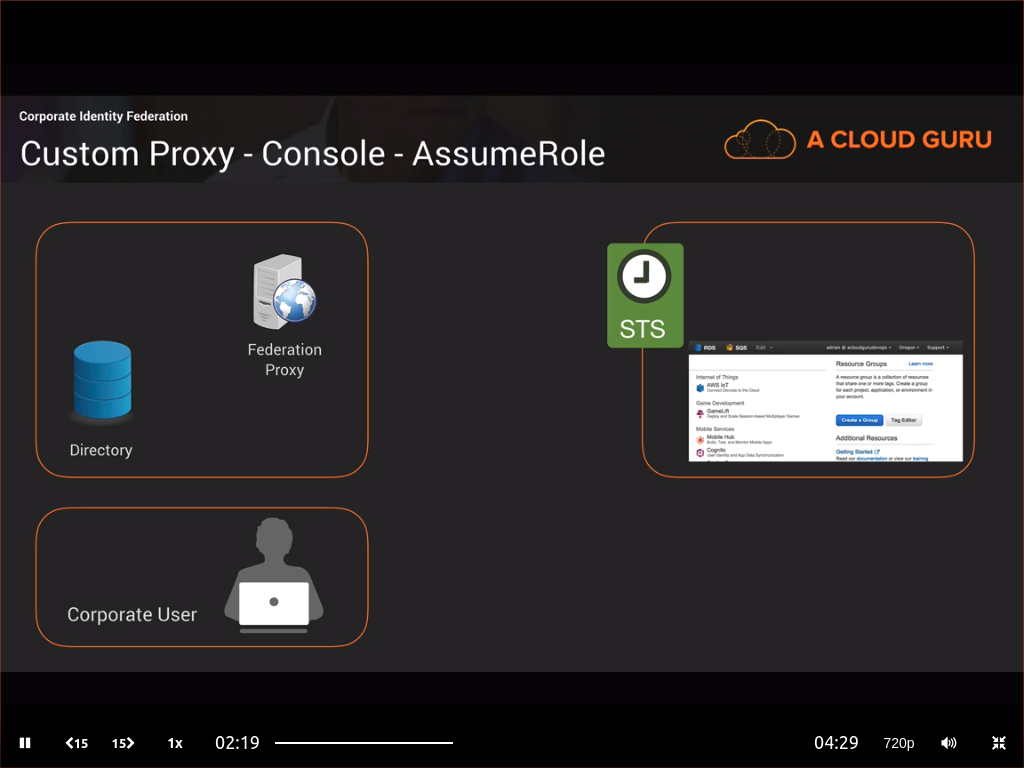 Corporate Identity Federation
Custom Proxy - Console - AssumeRole
A CLOUD GURU
Federation
Proxy
Directory
STS
RDS SQS Edit adrian @ acloudgurudevops Oregon Support
Internet of Things
AWS IoT
Connect Devices to the Cloud
Game Development
GameLift
Deploy and Scale Session-based Multiplayer Games
Mobile Services
Mobile Hub
Build, Test, and Monitor Mobile Apps
Cognito
User Identity and App Data Synchronization
Resource Groups Learn more
A resource group is a collection of resources
that share one or more tags. Create a group
for each project, application, or environment in
your account.
Create a Group Tag Editor
Additional Resources
Getting Started
Read our documentation or view our training
Corporate User
15 15 1x 02:19 04:29 720p